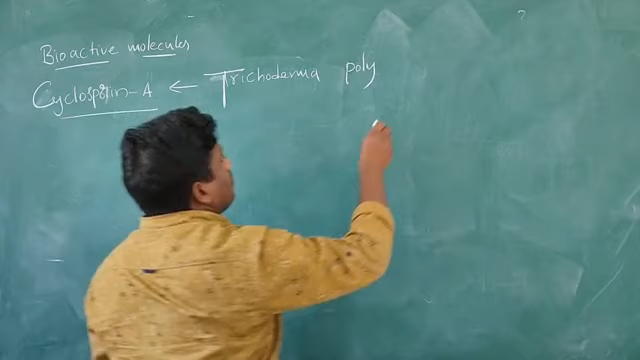 Bioactive molecules
Cyclosporin-A ← Trichoderma poly
?